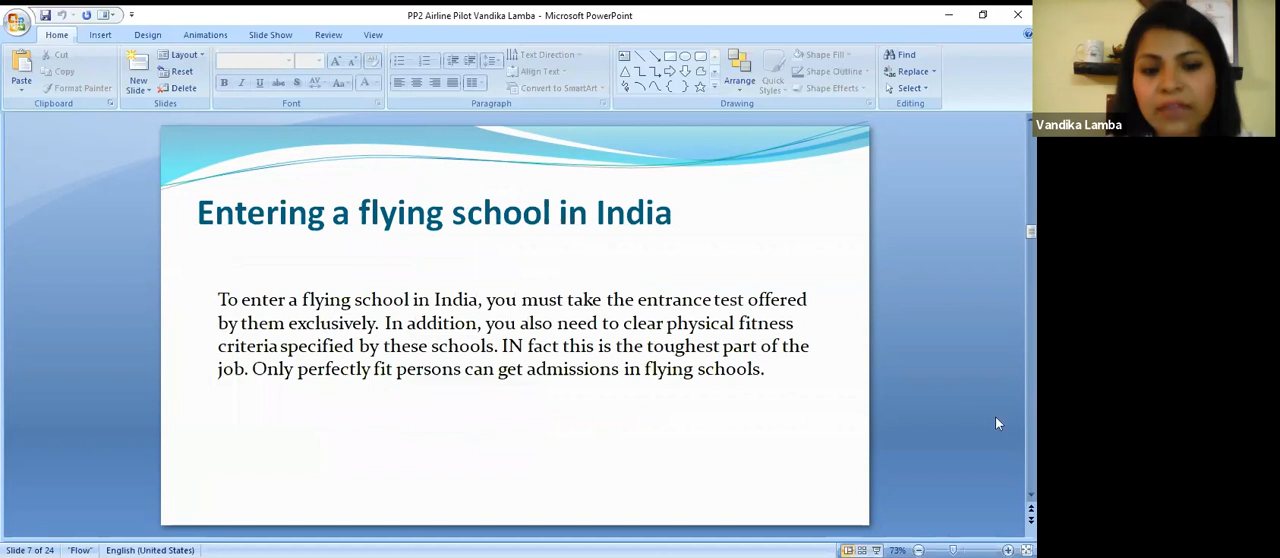 PP2 Airline Pilot Vandika Lamba - Microsoft PowerPoint
Home Insert Design Animations Slide Show Review View
Paste
Cut
Copy
Format Painter
Clipboard
New Slide
Layout
Reset
Delete
Slides
B I U abc S AV Aa A
Font
Text Direction
Align Text
Convert to SmartArt
Paragraph
Arrange
Quick Styles
Shape Fill
Shape Outline
Shape Effects
Drawing
Find
Replace
Select
Editing
Vandika Lamba
Entering a flying school in India
To enter a flying school in India, you must take the entrance test offered
by them exclusively. In addition, you also need to clear physical fitness
criteria specified by these schools. IN fact this is the toughest part of the
job. Only perfectly fit persons can get admissions in flying schools.
Slide 7 of 24 "Flow" English (United States) 73%